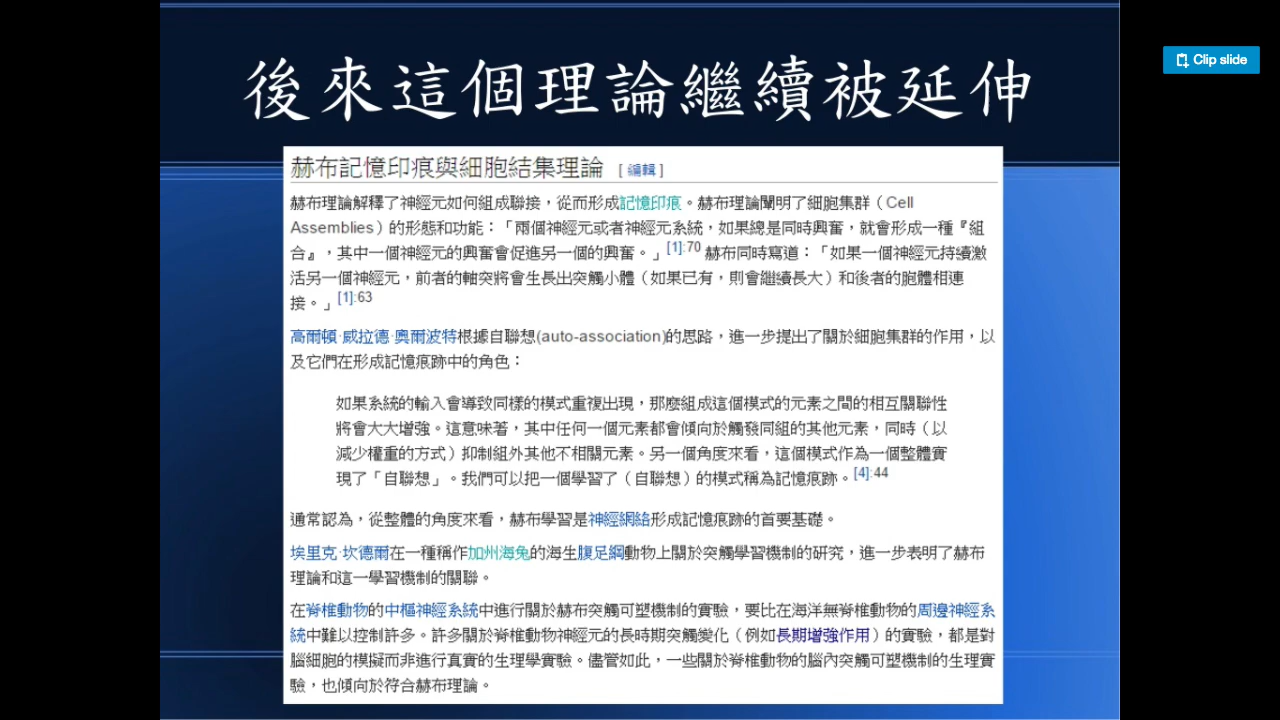 後來這個理論繼續被延伸
Clip slide
赫布記憶印痕與細胞結集理論 [編輯]
赫布理論解釋了神經元如何組成聯接，從而形成記憶印痕。赫布理論闡明了細胞集群（Cell
Assemblies）的形態和功能：「兩個神經元或者神經元系統，如果總是同時興奮，就會形成一種『組
合』，其中一個神經元的興奮會促進另一個的興奮。」[1]:70 赫布同時寫道：「如果一個神經元持續激
活另一個神經元，前者的軸突將會生長出突觸小體（如果已有，則會繼續長大）和後者的胞體相連
接。」[1]:63
高爾頓·威拉德·奧爾波特根據自聯想(auto-association)的思路，進一步提出了關於細胞集群的作用，以
及它們在形成記憶痕跡中的角色：
如果系統的輸入會導致同樣的模式重複出現，那麼組成這個模式的元素之間的相互關聯性
將會大大增強。這意味著，其中任何一個元素都會傾向於觸發同組的其他元素，同時（以
減少權重的方式）抑制組外其他不相關元素。另一個角度來看，這個模式作為一個整體實
現了「自聯想」。我們可以把一個學習了（自聯想）的模式稱為記憶痕跡。[4]:44
通常認為，從整體的角度來看，赫布學習是神經網絡形成記憶痕跡的首要基礎。
埃里克·坎德爾在一種稱作加州海兔的海生腹足綱動物上關於突觸學習機制的研究，進一步表明了赫布
理論和這一學習機制的關聯。
在脊椎動物的中樞神經系統中進行關於赫布突觸可塑機制的實驗，要比在海洋無脊椎動物的周邊神經系
統中難以控制許多。許多關於脊椎動物神經元的長時期突觸變化（例如長期增強作用）的實驗，都是對
腦細胞的模擬而非進行真實的生理學實驗。儘管如此，一些關於脊椎動物的腦內突觸可塑機制的生理實
驗，也傾向於符合赫布理論。